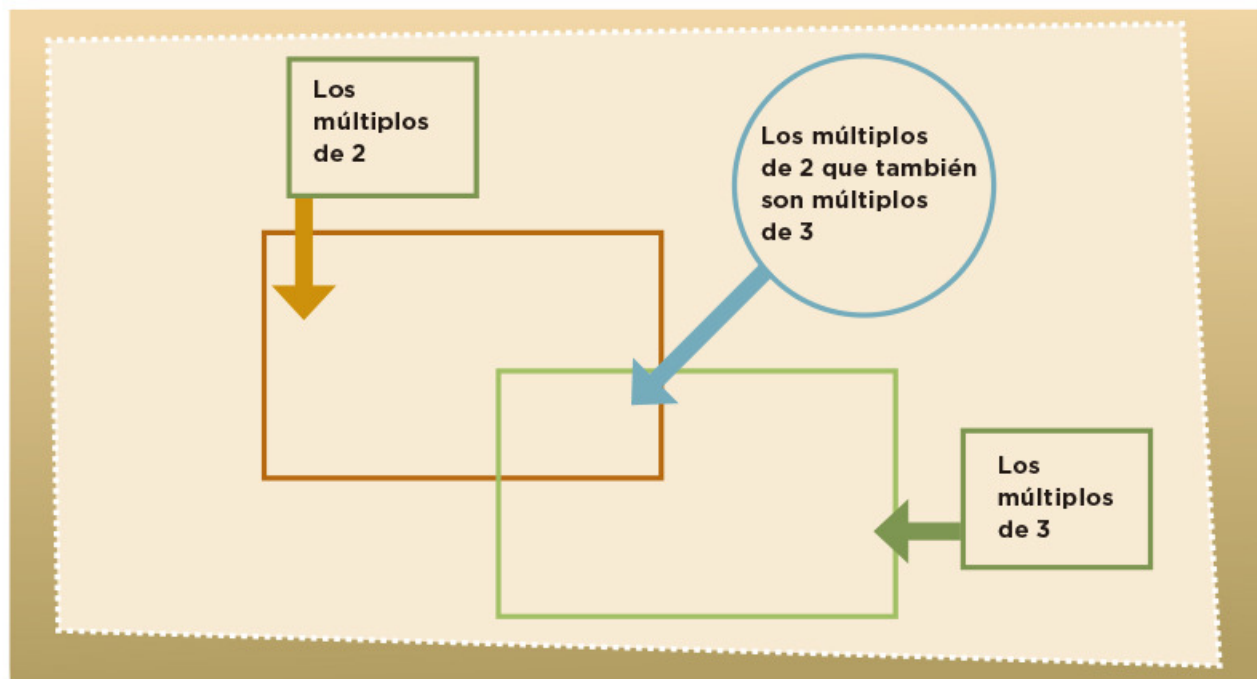 Los
múltiplos
de 2
Los múltiplos
de 2 que también
son múltiplos
de 3
Los
múltiplos
de 3